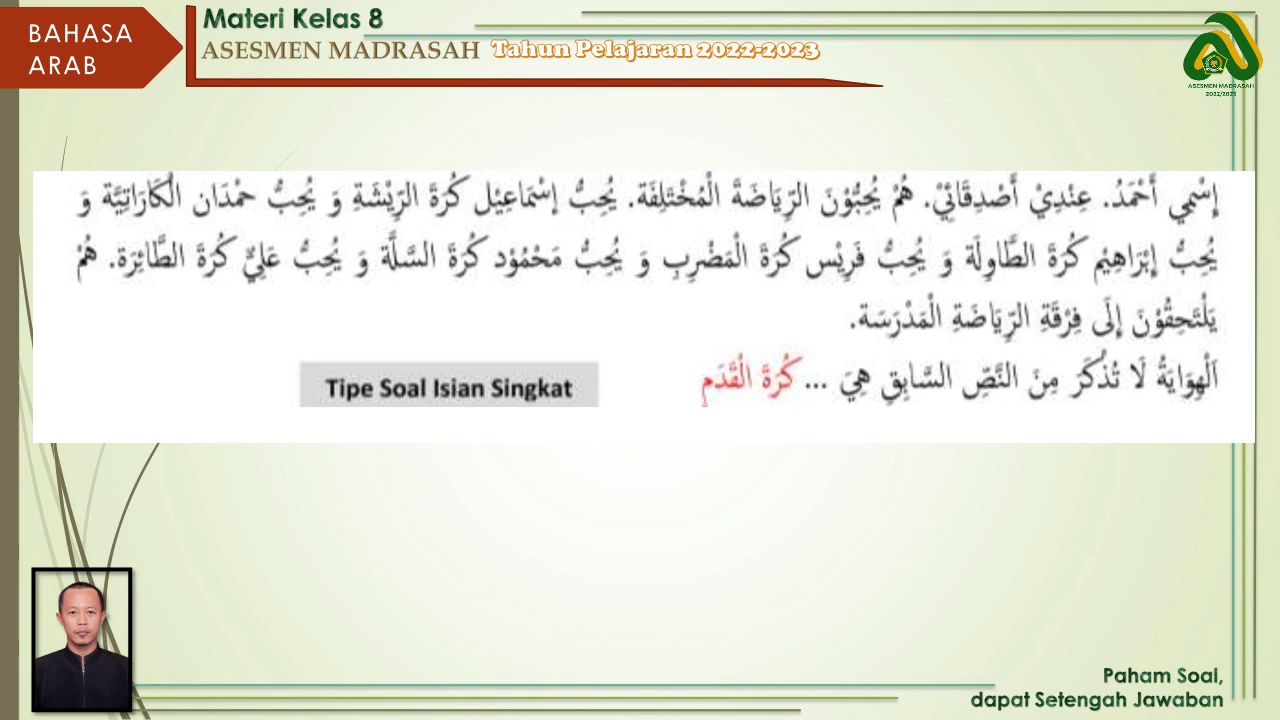 BAHASA
ARAB
Materi Kelas 8
ASESMEN MADRASAH Tahun Pelajaran 2022-2023
ASESMEN MADRASAH
2022/2023
إِسْمِي أَحْمَدُ. عِنْدِيْ أَصْدِقَائِيْ. هُمْ يُحِبُّوْنَ الرِّيَاضَةَ الْمُخْتَلِفَة. يُحِبُّ إِسْمَاعِيْل كُرَةَ الرِّيْشَةِ وَ يُحِبُّ حَمْدَان الْكَارَاتِيَّة وَ
يُحِبُّ إِبْرَاهِيْم كُرَةَ الطَّاوِلَة وَ يُحِبُّ فَرِيْس كُرَةَ الْمَضْرِبِ وَ يُحِبُّ مَحْمُوْد كُرَةَ السَّلَّة وَ يُحِبُّ عَلِيٌّ كُرَةَ الطَّائِرَة. هُمْ
يَلْتَحِقُوْنَ إِلَى فِرْقَةِ الرِّيَاضَةِ الْمَدْرَسَة.
اَلْهِوَايَةُ لَا تُذْكَرَ مِنَ النَّصِّ السَّابِقِ هِيَ ... كُرَةَ الْقَدَمِ
Tipe Soal Isian Singkat
Paham Soal,
dapat Setengah Jawaban